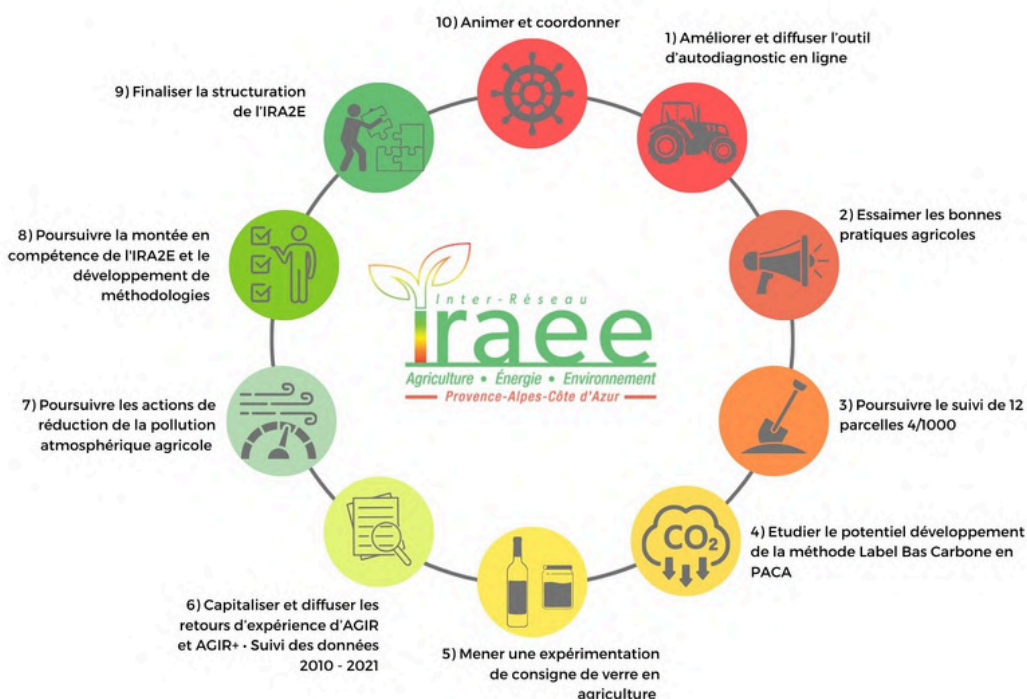 10) Animer et coordonner
1) Améliorer et diffuser l'outil
d'autodiagnostic en ligne
2) Essaimer les bonnes
pratiques agricoles
3) Poursuivre le suivi de 12
parcelles 4/1000
4) Etudier le potentiel développement
de la méthode Label Bas Carbone en
PACA
CO₂
5) Mener une expérimentation
de consigne de verre en
agriculture
6) Capitaliser et diffuser les
retours d'expérience d'AGIR
et AGIR+ • Suivi des données
2010 - 2021
7) Poursuivre les actions de
réduction de la pollution
atmosphérique agricole
8) Poursuivre la montée en
compétence de l'IRA2E et le
développement de
méthodologies
9) Finaliser la structuration
de l'IRA2E
Inter-Réseau
iraee
Agriculture • Énergie • Environnement
Provence-Alpes-Côte d'Azur